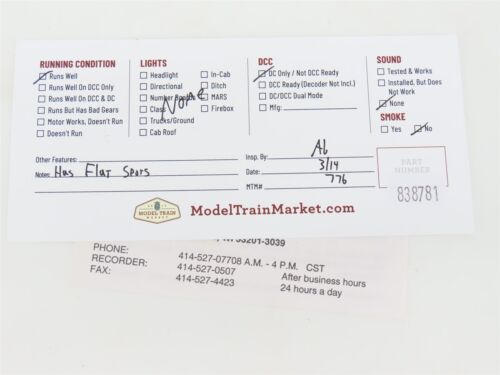 RUNNING CONDITION
Runs Well
Runs Well On DCC Only
Runs Well On DCC & DC
Runs But Has Bad Gears
Motor Works, Doesn't Run
Doesn't Run
LIGHTS
Headlight
Directional
Number Boards
Class
Trucks/Ground
Cab Roof
In-Cab
Ditch
MARS
Firebox
None
DCC
DC Only / Not DCC Ready
DCC Ready (Decoder Not Incl.)
DC/DCC Dual Mode
Mfg:
SOUND
Tested & Works
Installed, But Does
Not Work
None
SMOKE
Yes No
Other Features:
Notes: Has Flat Spots
Insp. By: AL
Date: 3/14
MTM# 776
PART
NUMBER
838781
MODEL TRAIN
MARKET
ModelTrainMarket.com
53201-3039
PHONE: 414-527-0770 8 A.M. - 4 P.M. CST
RECORDER: 414-527-0507 After business hours
FAX: 414-527-4423 24 hours a day